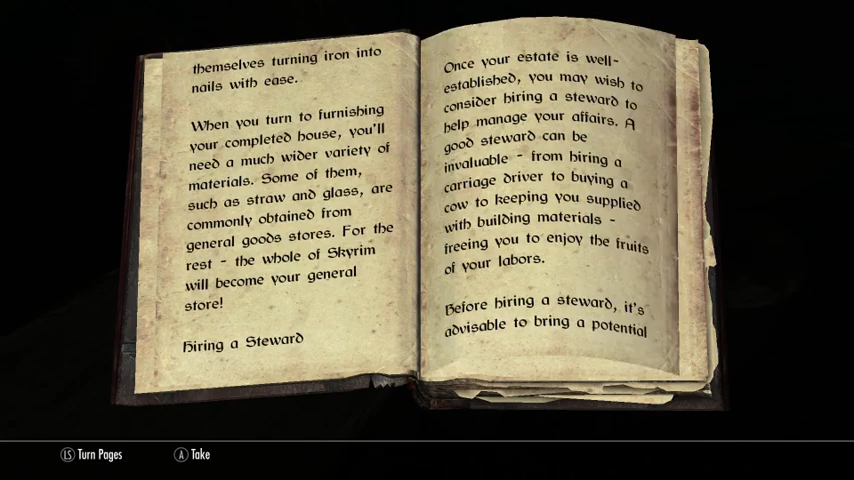 themselves turning iron into
nails with ease.
When you turn to furnishing
your completed house, you'll
need a much wider variety of
materials. Some of them,
such as straw and glass, are
commonly obtained from
general goods stores. For the
rest - the whole of Skyrim
will become your general
store!
Hiring a Steward
Once your estate is well-
established, you may wish to
consider hiring a steward to
help manage your affairs. A
good steward can be
invaluable - from hiring a
carriage driver to buying a
cow to keeping you supplied
with building materials -
freeing you to enjoy the fruits
of your labors.
Before hiring a steward, it's
advisable to bring a potential
LS Turn Pages
A Take